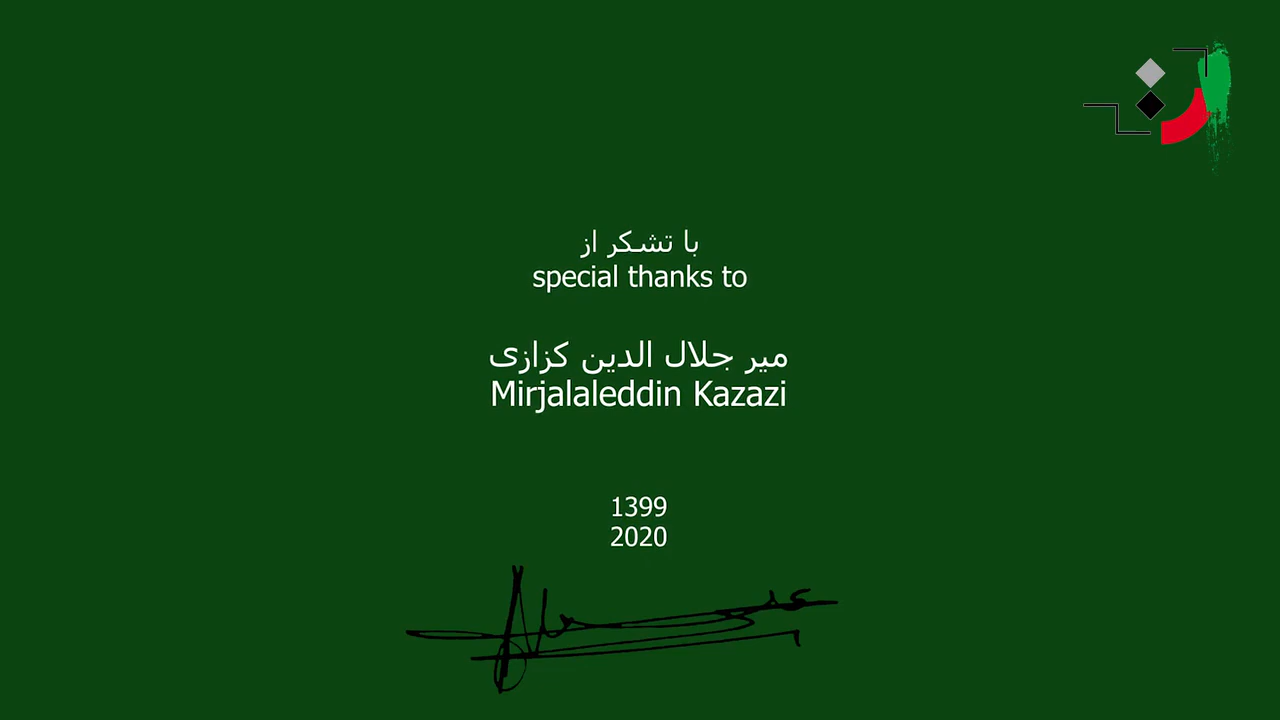 با تشکر از
special thanks to
میر جلال الدین کزازی
Mirjalaleddin Kazazi
1399
2020